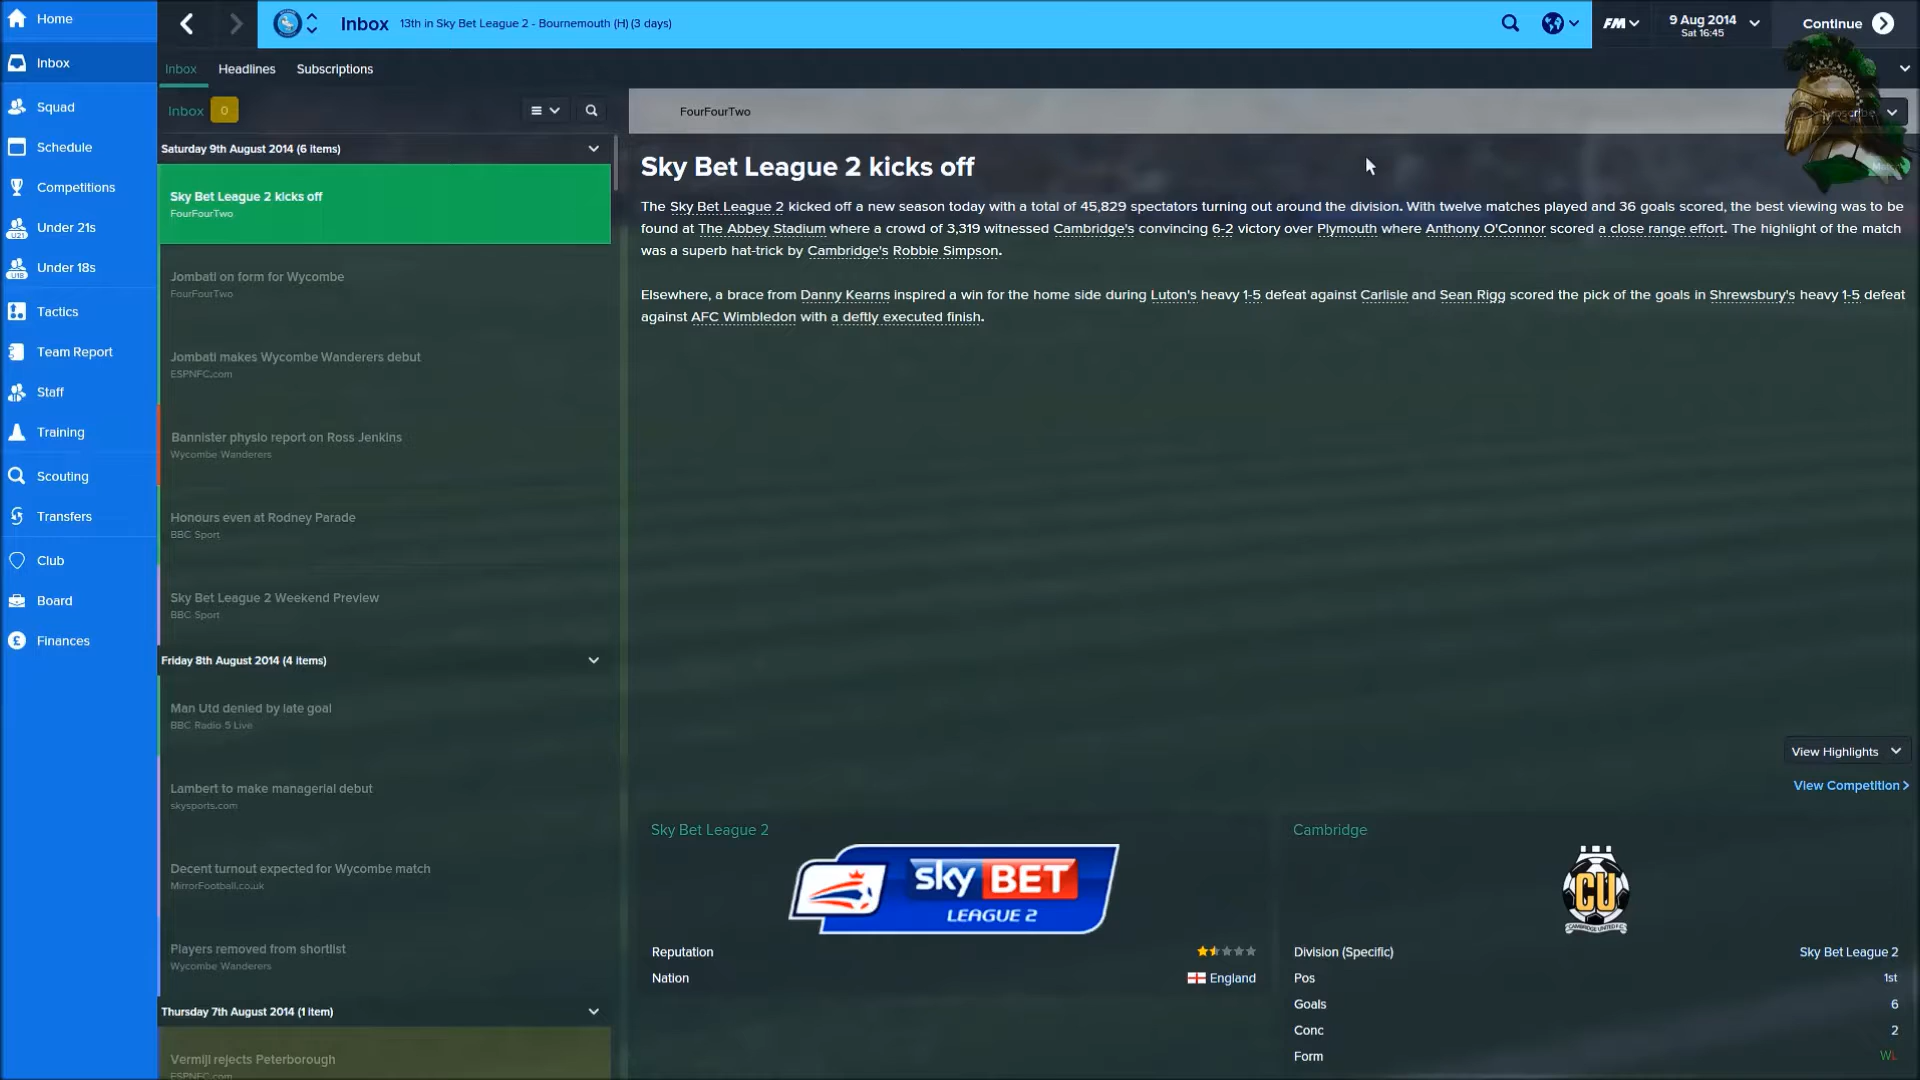 Home
Inbox
13th in Sky Bet League 2 - Bournemouth (H) (3 days)
FM
9 Aug 2014
Sat 16:45
Continue
Inbox
Squad
Schedule
Competitions
Under 21s
Under 18s
Tactics
Team Report
Staff
Training
Scouting
Transfers
Club
Board
Finances
Inbox
Headlines
Subscriptions
Inbox
0
Saturday 9th August 2014 (6 items)
Sky Bet League 2 kicks off
FourFourTwo
Jombati on form for Wycombe
FourFourTwo
Jombati makes Wycombe Wanderers debut
ESPNFC.com
Bannister physio report on Ross Jenkins
Wycombe Wanderers
Honours even at Rodney Parade
BBC Sport
Sky Bet League 2 Weekend Preview
BBC Sport
Friday 8th August 2014 (4 items)
Man Utd denied by late goal
BBC Radio 5 Live
Lambert to make managerial debut
skysports.com
Decent turnout expected for Wycombe match
MirrorFootball.co.uk
Players removed from shortlist
Wycombe Wanderers
Thursday 7th August 2014 (1 item)
Vermijl rejects Peterborough
ESPNFC.com
FourFourTwo
Sky Bet League 2 kicks off
The Sky Bet League 2 kicked off a new season today with a total of 45,829 spectators turning out around the division. With twelve matches played and 36 goals scored, the best viewing was to be
found at The Abbey Stadium where a crowd of 3,319 witnessed Cambridge's convincing 6-2 victory over Plymouth where Anthony O'Connor scored a close range effort. The highlight of the match
was a superb hat-trick by Cambridge's Robbie Simpson.
Elsewhere, a brace from Danny Kearns inspired a win for the home side during Luton's heavy 1-5 defeat against Carlisle and Sean Rigg scored the pick of the goals in Shrewsbury's heavy 1-5 defeat
against AFC Wimbledon with a deftly executed finish.
View Highlights
View Competition >
Sky Bet League 2
sky BET
LEAGUE 2
Reputation
Nation
England
Cambridge
CU
CAMBRIDGE UNITED F.C.
Division (Specific)
Sky Bet League 2
Pos
1st
Goals
6
Conc
2
Form
WL